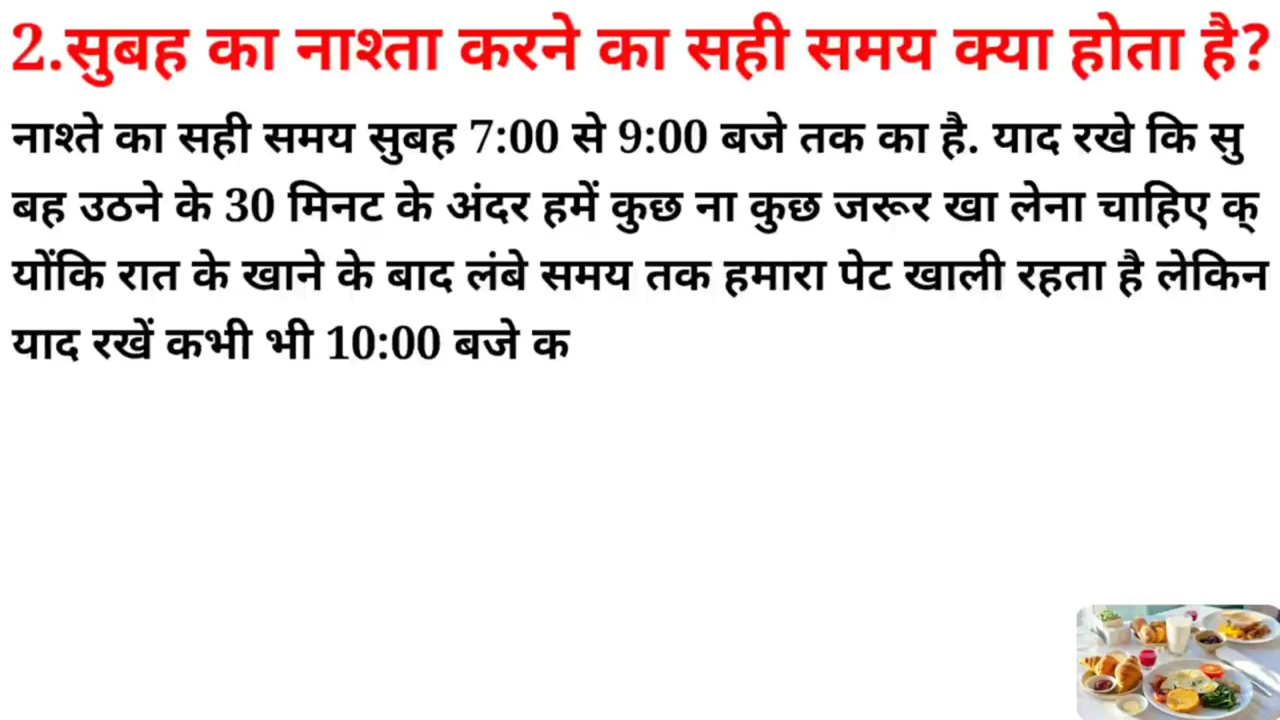 2.सुबह का नाश्ता करने का सही समय क्या होता है?
नाश्ते का सही समय सुबह 7:00 से 9:00 बजे तक का है. याद रखे कि सु
बह उठने के 30 मिनट के अंदर हमें कुछ ना कुछ जरूर खा लेना चाहिए क्
योंकि रात के खाने के बाद लंबे समय तक हमारा पेट खाली रहता है लेकिन
याद रखें कभी भी 10:00 बजे क